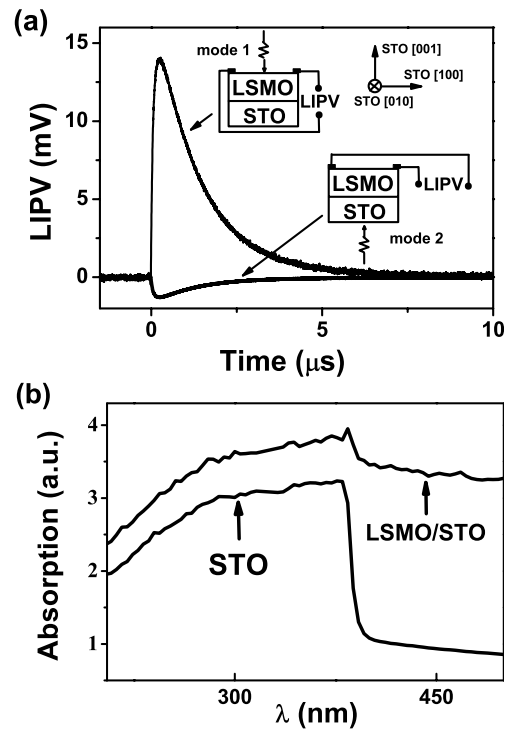 (a)
15
10
5
0
LIPV (mV)
mode 1
LSMO
STO
LIPV
STO [001]
STO [100]
STO [010]
LSMO
STO
LIPV
mode 2
0
5
10
Time (μs)
(b)
4
3
2
1
Absorption (a.u.)
STO
LSMO/STO
300
450
λ (nm)